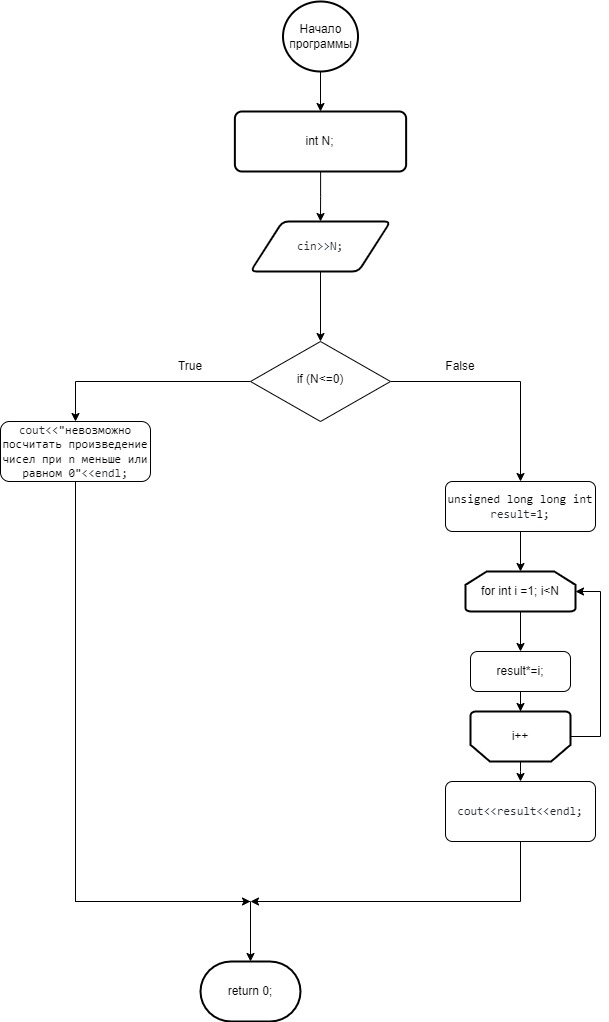 Начало
программы
int N;
cin>>N;
if (N<=0)
True
False
cout<<"невозможно
посчитать произведение
чисел при n меньше или
равном 0"<<endl;
unsigned long long int
result=1;
for int i =1; i<N
result*=i;
i++
cout<<result<<endl;
return 0;